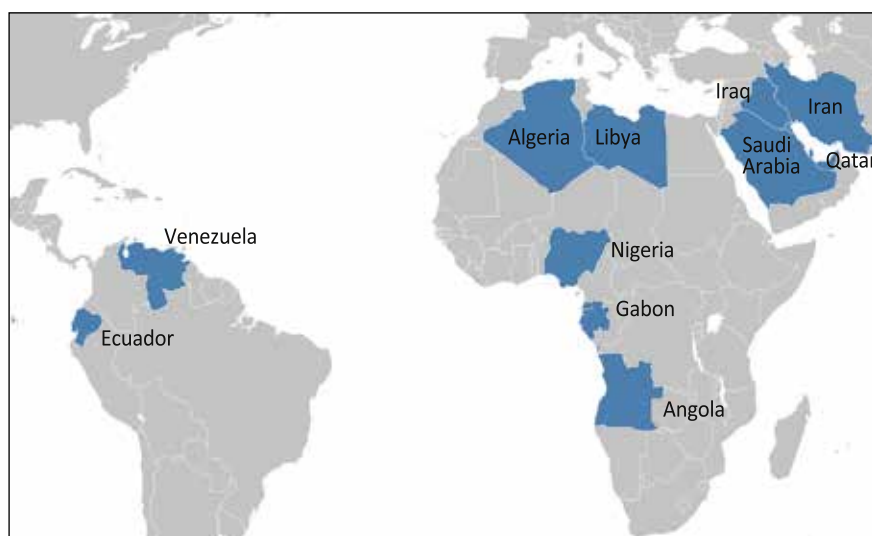 Iraq
Iran
Algeria
Libya
Saudi
Arabia
Qatar
Venezuela
Nigeria
Gabon
Ecuador
Angola